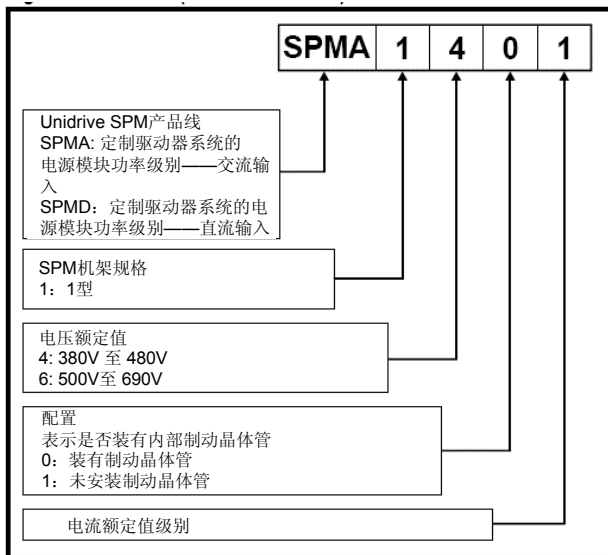 SPMA 1 4 0 1
Unidrive SPM产品线
SPMA: 定制驱动器系统的
电源模块功率级别——交流输
入
SPMD：定制驱动器系统的电
源模块功率级别——直流输入
SPM机架规格
1：1型
电压额定值
4: 380V 至 480V
6: 500V至 690V
配置
表示是否装有内部制动晶体管
0：装有制动晶体管
1：未安装制动晶体管
电流额定值级别